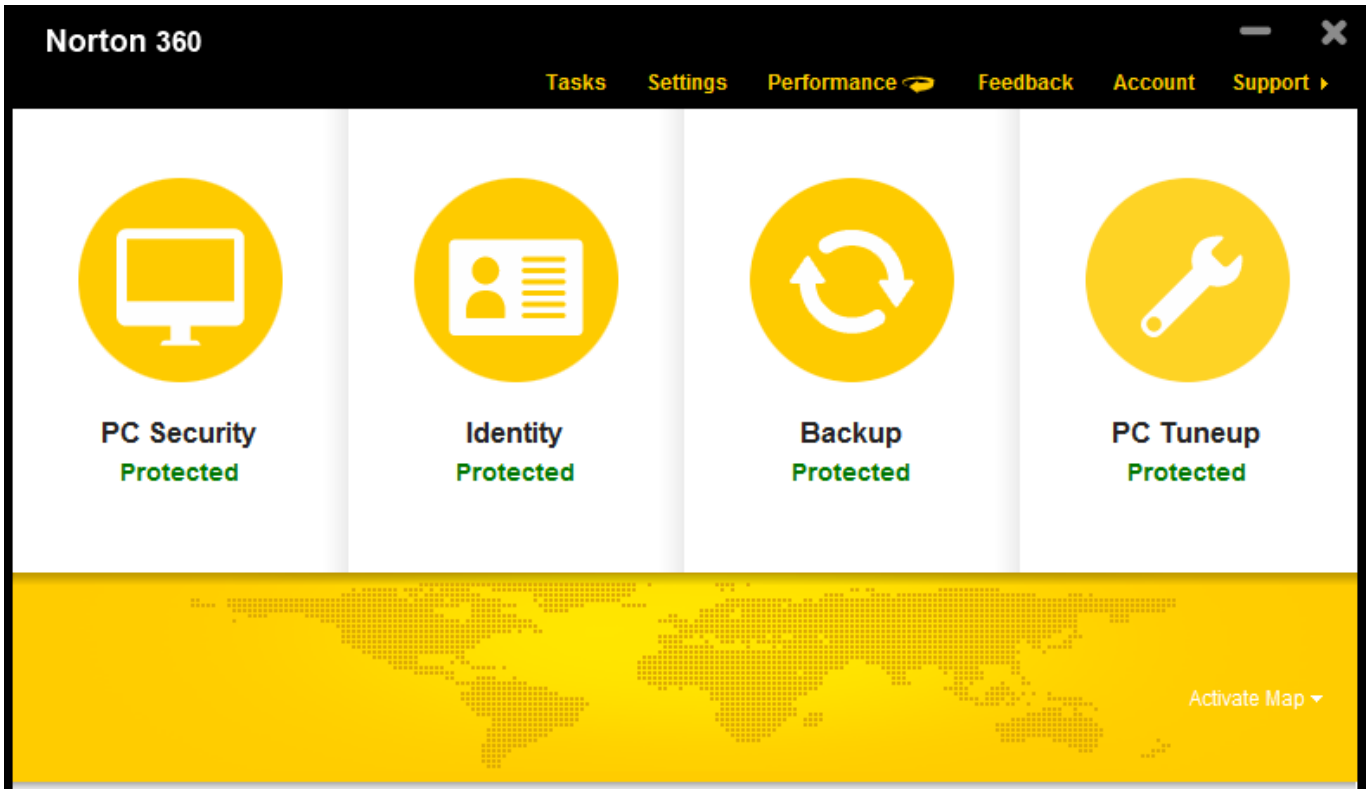 Norton 360
Tasks Settings Performance Feedback Account Support
PC Security
Protected
Identity
Protected
Backup
Protected
PC Tuneup
Protected
Activate Map